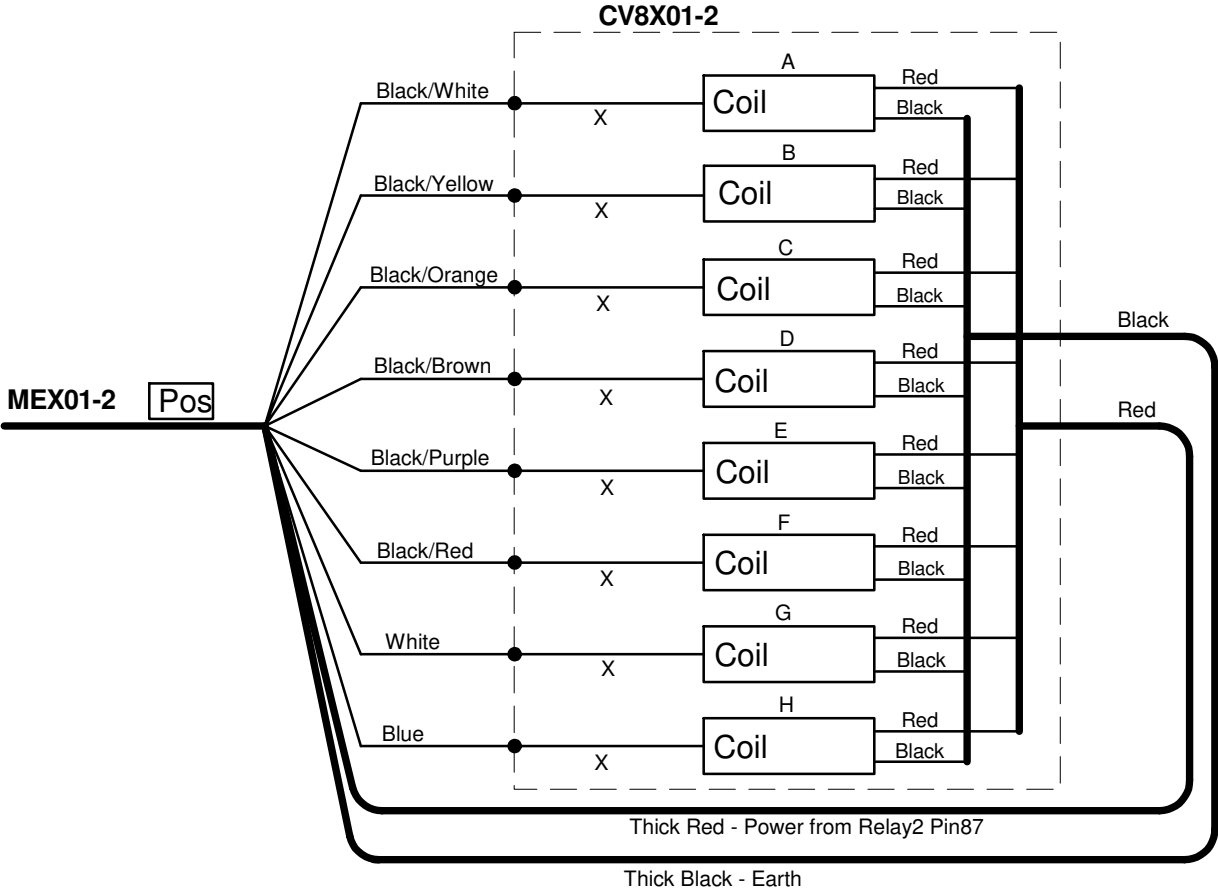 CV8X01-2
A
Black/White
X
Coil
Red
Black
B
Black/Yellow
X
Coil
Red
Black
C
Black/Orange
X
Coil
Red
Black
Black
D
Black/Brown
X
Coil
Red
Black
MEX01-2
Pos
Red
E
Black/Purple
X
Coil
Red
Black
F
Black/Red
X
Coil
Red
Black
G
White
X
Coil
Red
Black
H
Blue
X
Coil
Red
Black
Thick Red - Power from Relay2 Pin87
Thick Black - Earth